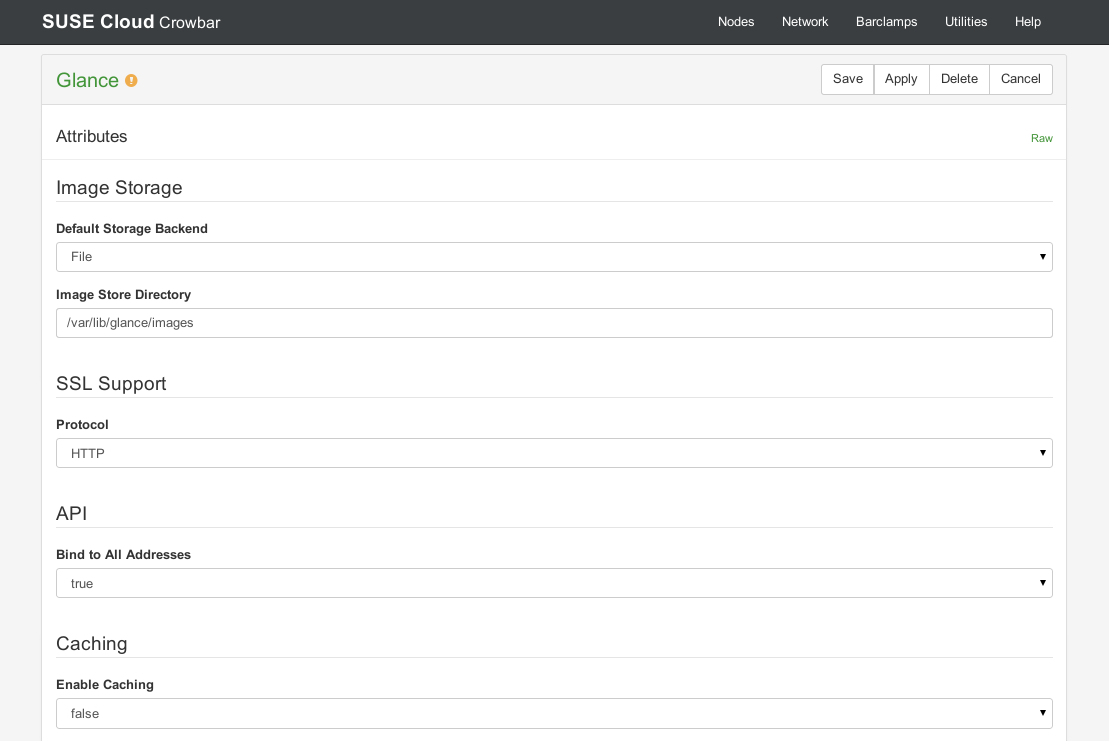 SUSE Cloud Crowbar Nodes Network Barclamps Utilities Help
Glance Save Apply Delete Cancel
Attributes Raw
Image Storage
Default Storage Backend
File
Image Store Directory
/var/lib/glance/images
SSL Support
Protocol
HTTP
API
Bind to All Addresses
true
Caching
Enable Caching
false